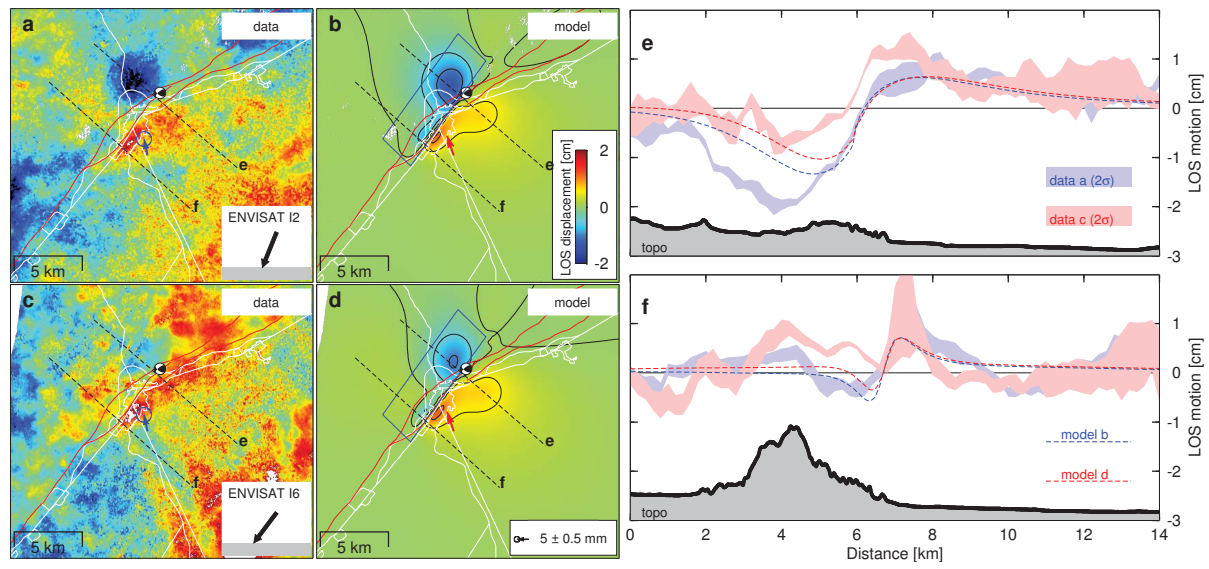 a
data
e
f
ENVISAT I2
5 km
b
model
e
f
LOS displacement [cm]
2
0
-2
5 km
c
data
e
f
ENVISAT I6
5 km
d
model
e
f
5 km
5 ± 0.5 mm
e
1
0
-1
-2
-3
LOS motion [cm]
data a (2σ)
data c (2σ)
topo
f
1
0
-1
-2
-3
LOS motion [cm]
model b
model d
topo
0 2 4 6 8 10 12 14
Distance [km]